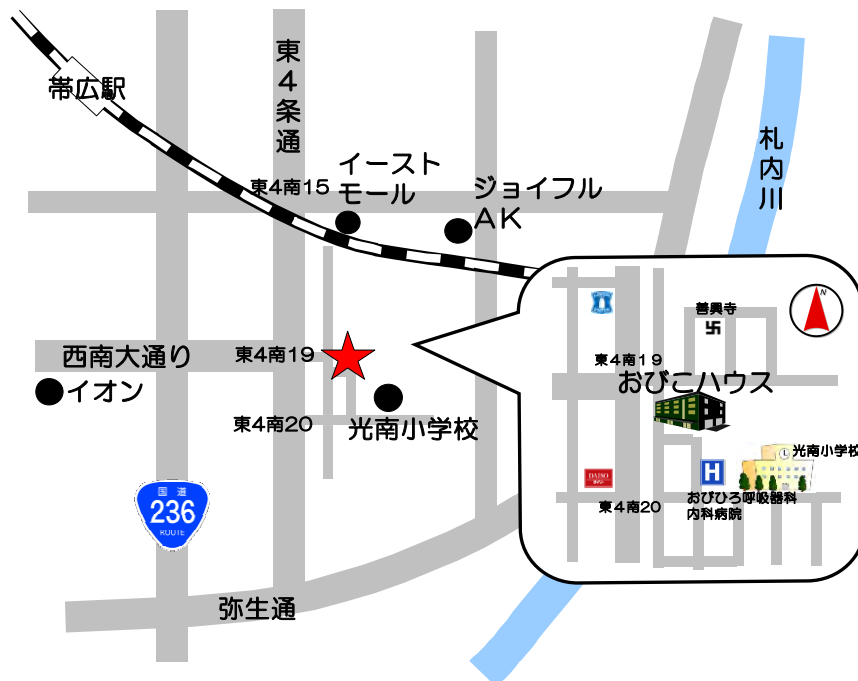 帯広駅
東4条通
東4南15
イースト
モール
ジョイフル
AK
札内川
西南大通り
東4南19
イオン
東4南20
光南小学校
国道
236
ROUTE
弥生通
N
善興寺
卐
東4南19
おびこハウス
光南小学校
DAISO
H
おびひろ呼吸器科
内科病院
東4南20